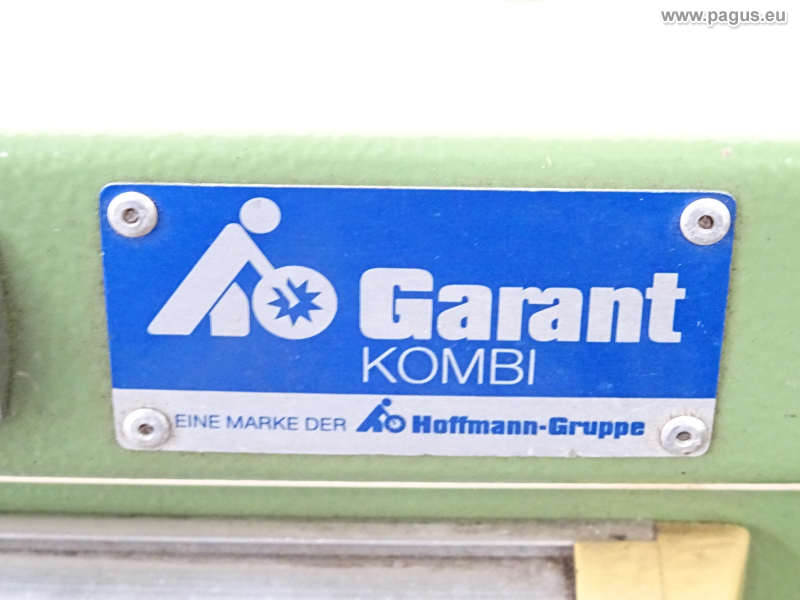 www.pagus.eu
Garant
KOMBI
EINE MARKE DER Hoffmann-Gruppe